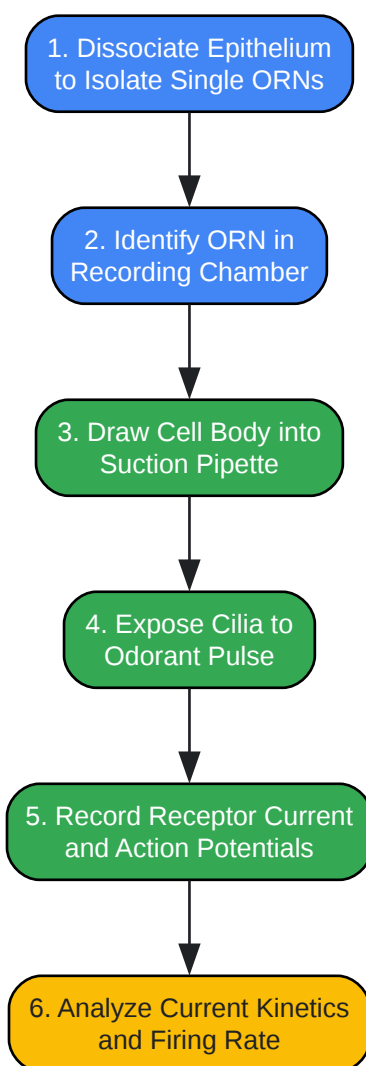 1. Dissociate Epithelium
to Isolate Single ORNs
2. Identify ORN in
Recording Chamber
3. Draw Cell Body into
Suction Pipette
4. Expose Cilia to
Odorant Pulse
5. Record Receptor Current
and Action Potentials
6. Analyze Current Kinetics
and Firing Rate